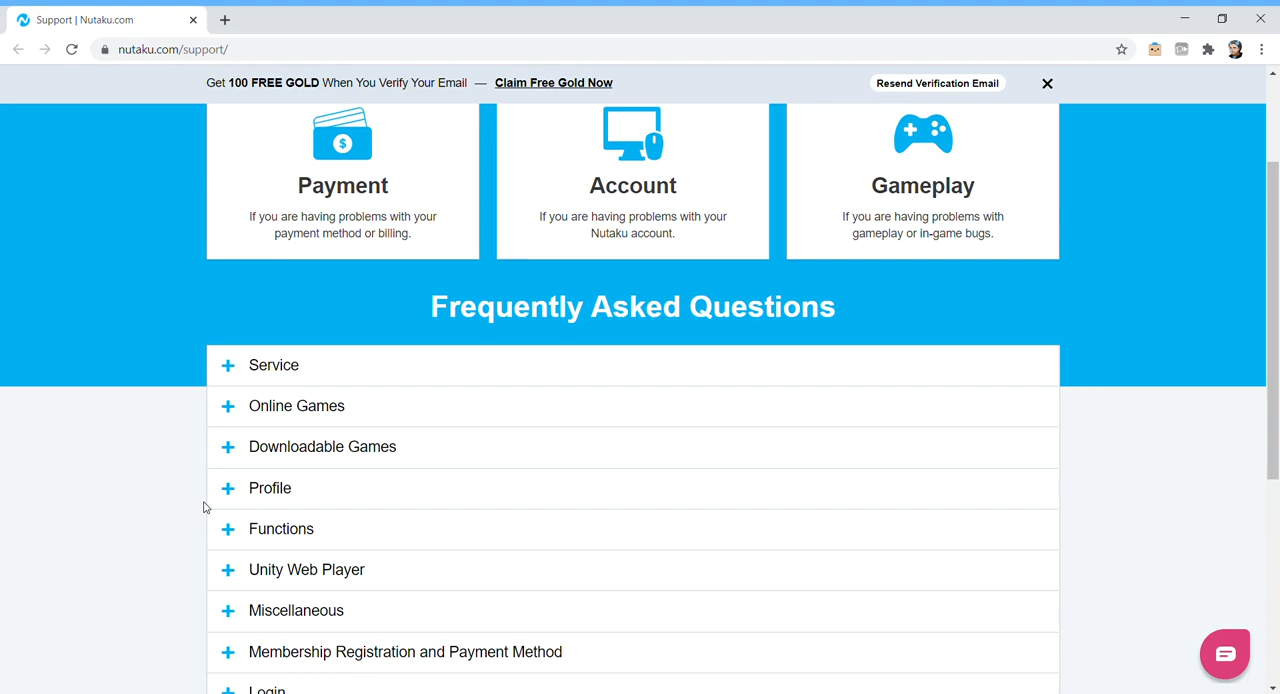 Support | Nutaku.com
nutaku.com/support/
Get 100 FREE GOLD When You Verify Your Email — Claim Free Gold Now
Resend Verification Email
$
Payment
If you are having problems with your
payment method or billing.
Account
If you are having problems with your
Nutaku account.
Gameplay
If you are having problems with
gameplay or in-game bugs.
Frequently Asked Questions
Service
Online Games
Downloadable Games
Profile
Functions
Unity Web Player
Miscellaneous
Membership Registration and Payment Method
Login